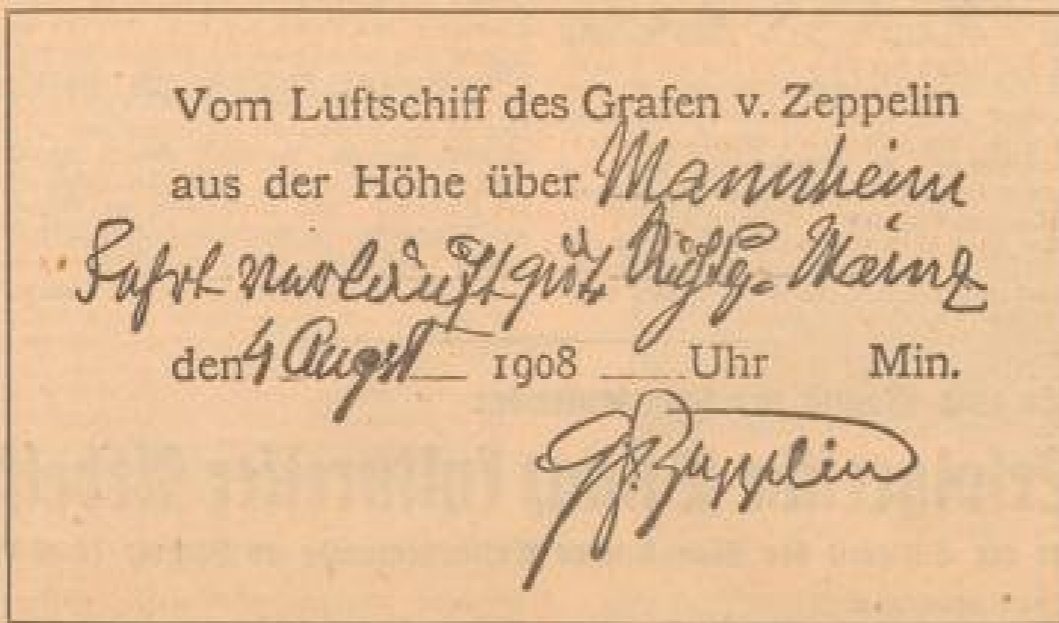 Vom Luftschiff des Grafen v. Zeppelin
aus der Höhe über Mannheim
Fahrt verläuft gut Richtg. Mainz
den 4 Augst 1908 Uhr Min.
Gf. Zeppelin